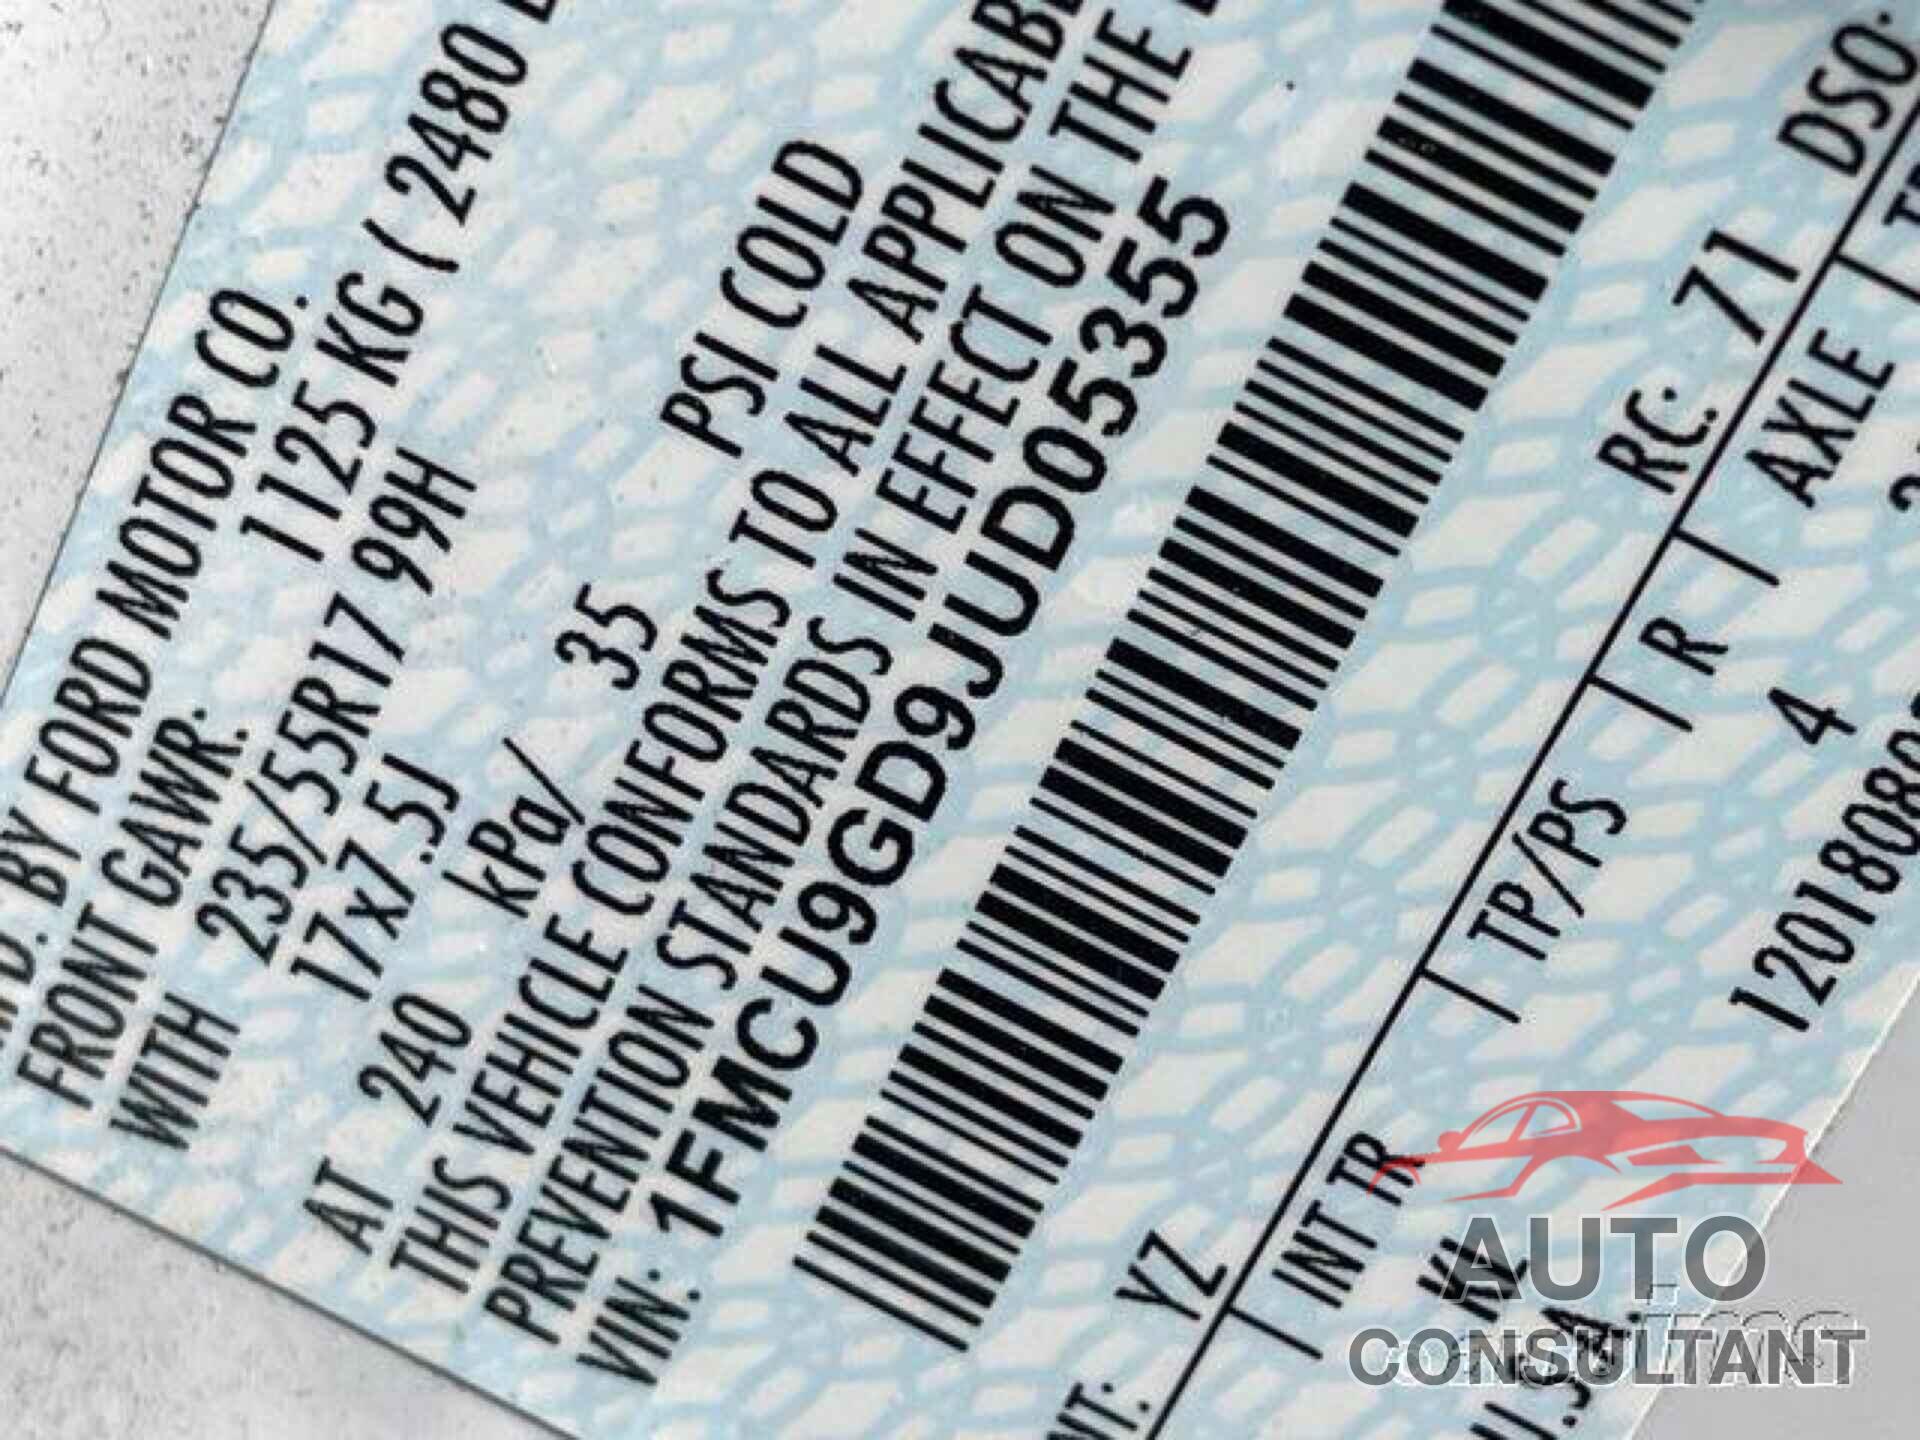 BY FORD MOTOR CO.
FRONT GAWR: 1125 KG ( 2480
WITH 235/55R17 99H
17x7.5J
AT 240 kPa/ 35 PSI COLD
THIS VEHICLE CONFORMS TO ALL
PREVENTION STANDARDS IN EFFECT ON THE
VIN: 1FMCU9GD9JUD05355
YZ RC: 71 DSO:
INT TR TP/PS R AXLE
4
AUTO
CONSULTANT